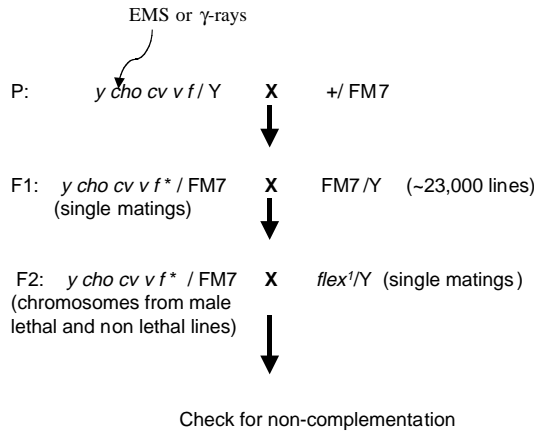 EMS or γ-rays
P: y cho cv v f / Y X +/ FM7
F1: y cho cv v f * / FM7 X FM7/Y (~23,000 lines)
(single matings)
F2: y cho cv v f * / FM7 X flex¹/Y (single matings)
(chromosomes from male
lethal and non lethal lines)
Check for non-complementation